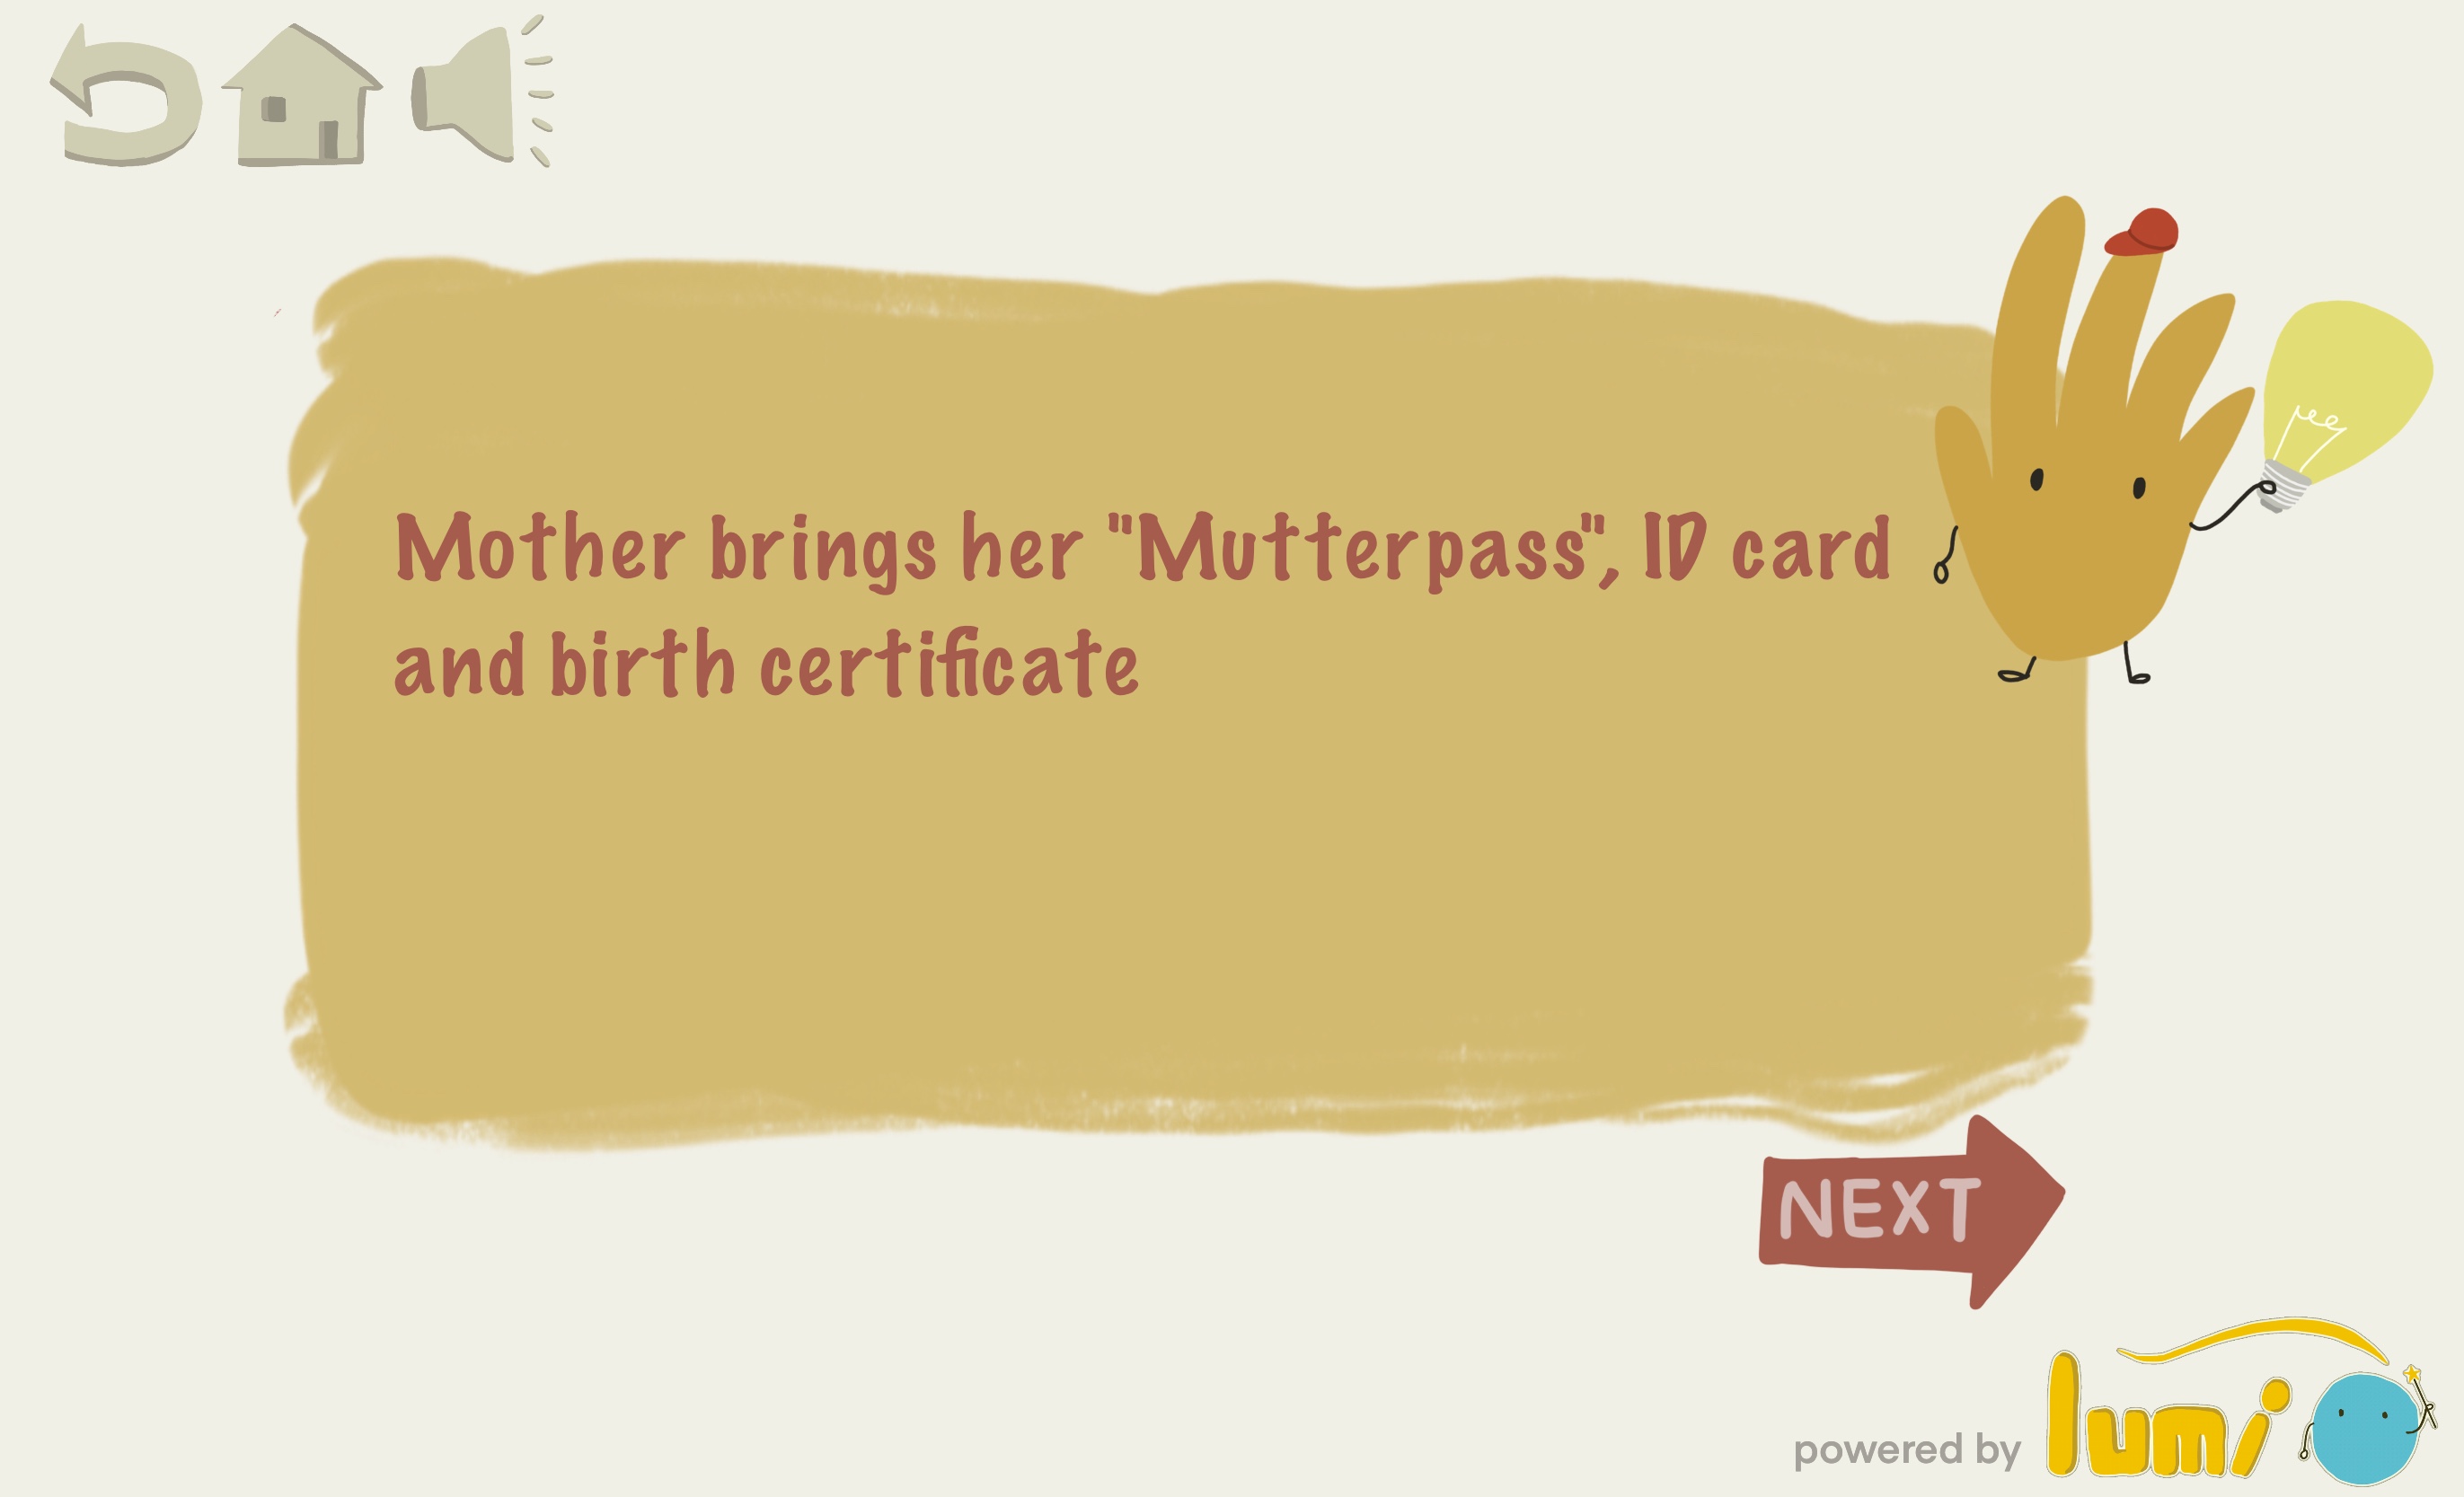 Mother brings her "Mutterpass", ID card
and birth certificate
NEXT
powered by lumi